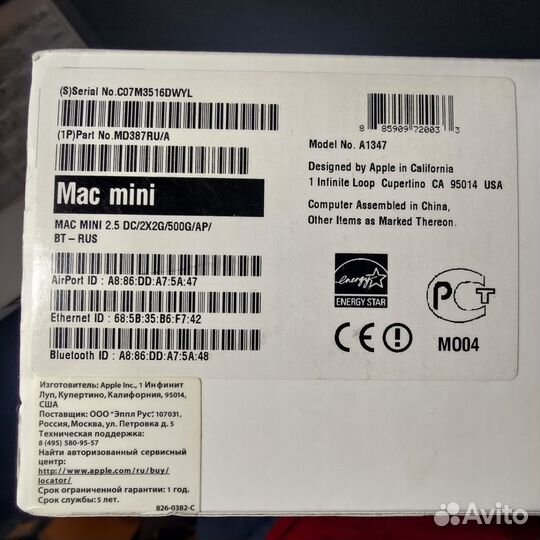 (S)Serial No.C07M3516DWYL
(1P)Part No.MD387RU/A
Mac mini
MAC MINI 2.5 DC/2X2G/500G/AP/
BT-RUS
AirPort ID : A8:86:DD:A7:5A:47
Ethernet ID : 68:5B:35:B6:F7:42
Bluetooth ID : A8:86:DD:A7:5A:48
8 85909 72003 3
Model No. A1347
Designed by Apple in California
1 Infinite Loop Cupertino CA 95014 USA
Computer Assembled in China,
Other Items as Marked Thereon.
energy
ENERGY STAR
CE
РСТ
M004
Изготовитель: Apple Inc., 1 Инфинит
Луп, Купертино, Калифорния, 95014,
США
Поставщик: ООО "Эппл Рус", 107031,
Россия, Москва, ул. Петровка д. 5
Техническая поддержка:
8 (495) 580-95-57
Найти авторизованный сервисный
центр:
http://www.apple.com/ru/buy/
locator/
Срок ограниченной гарантии: 1 год.
Срок службы: 5 лет.
826-0382-C
Avito